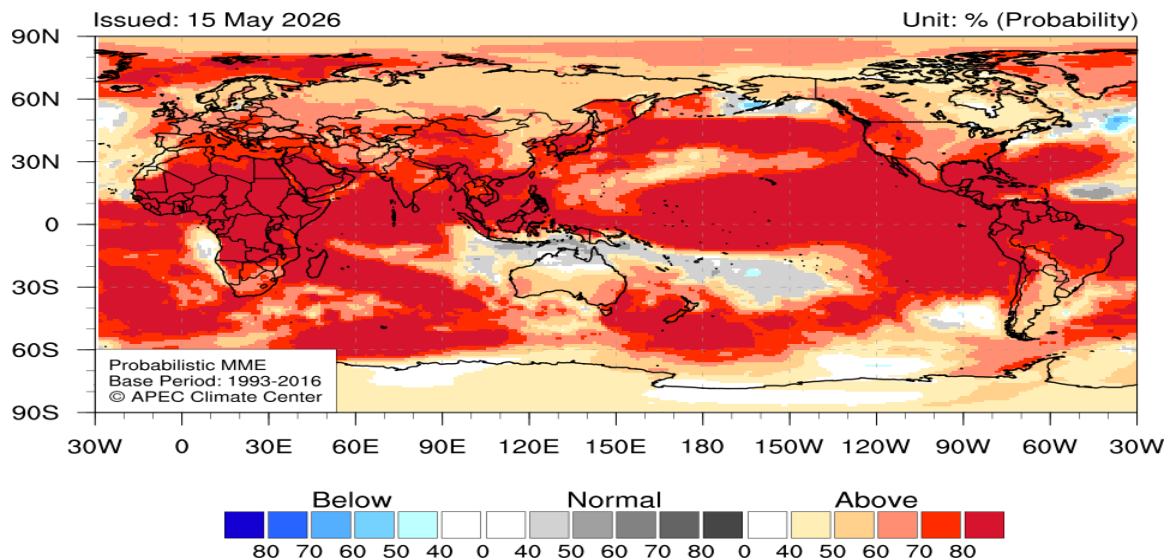 Issued: 15 May 2026 Unit: % (Probability)
90N
60N
30N
0
30S
60S
90S
Probabilistic MME
Base Period: 1993-2016
© APEC Climate Center
30W 0 30E 60E 90E 120E 150E 180 150W 120W 90W 60W 30W
Below Normal Above
80 70 60 50 40 0 40 50 60 70 80 0 40 50 60 70 80